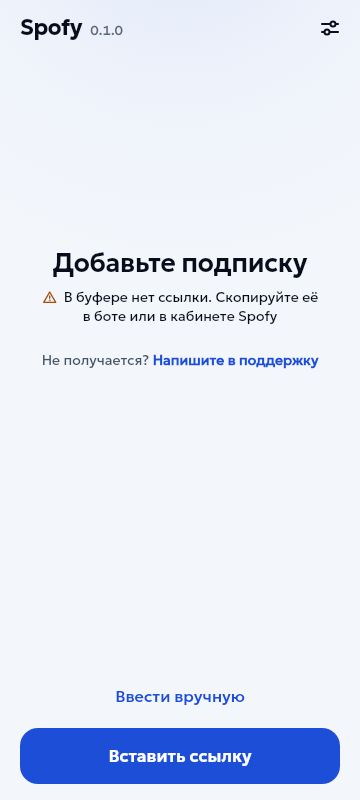 Spofy 0.1.0
Добавьте подписку
В буфере нет ссылки. Скопируйте её
в боте или в кабинете Spofy
Не получается? Напишите в поддержку
Ввести вручную
Вставить ссылку